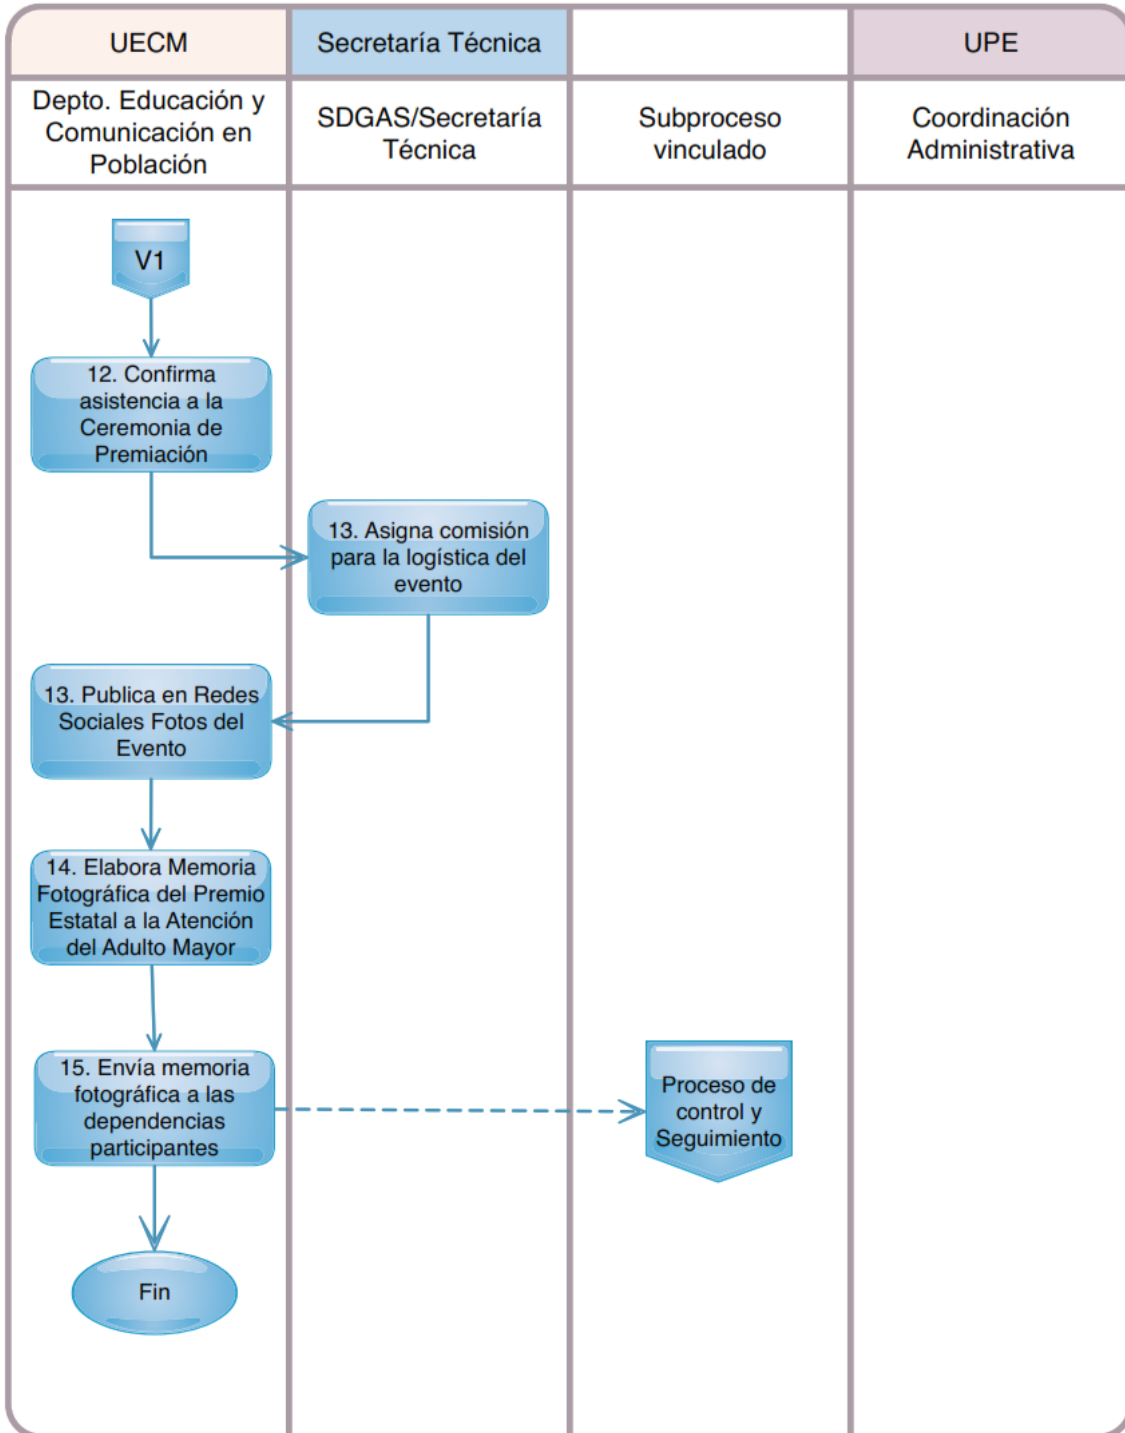 UECM
Secretaría Técnica
UPE
Depto. Educación y
Comunicación en
Población
SDGAS/Secretaría
Técnica
Subproceso
vinculado
Coordinación
Administrativa
V1
12. Confirma
asistencia a la
Ceremonia de
Premiación
13. Asigna comisión
para la logística del
evento
13. Publica en Redes
Sociales Fotos del
Evento
14. Elabora Memoria
Fotográfica del Premio
Estatal a la Atención
del Adulto Mayor
15. Envía memoria
fotográfica a las
dependencias
participantes
Proceso de
control y
Seguimiento
Fin